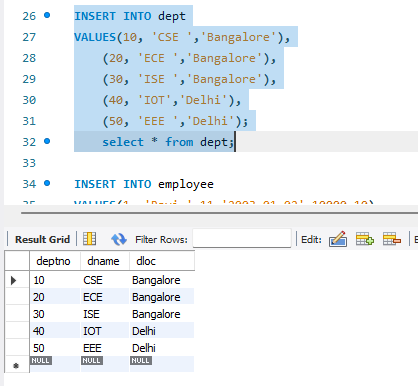 26 INSERT INTO dept
27 VALUES(10, 'CSE ','Bangalore'),
28 (20, 'ECE ','Bangalore'),
29 (30, 'ISE ','Bangalore'),
30 (40, 'IOT','Delhi'),
31 (50, 'EEE ','Delhi');
32 select * from dept;
33
34 INSERT INTO employee
35 VALUES(1, 'Ravi', 11,'2003-01-02',10000,10)
Result Grid Filter Rows: Edit:
deptno dname dloc
10 CSE Bangalore
20 ECE Bangalore
30 ISE Bangalore
40 IOT Delhi
50 EEE Delhi
NULL NULL NULL